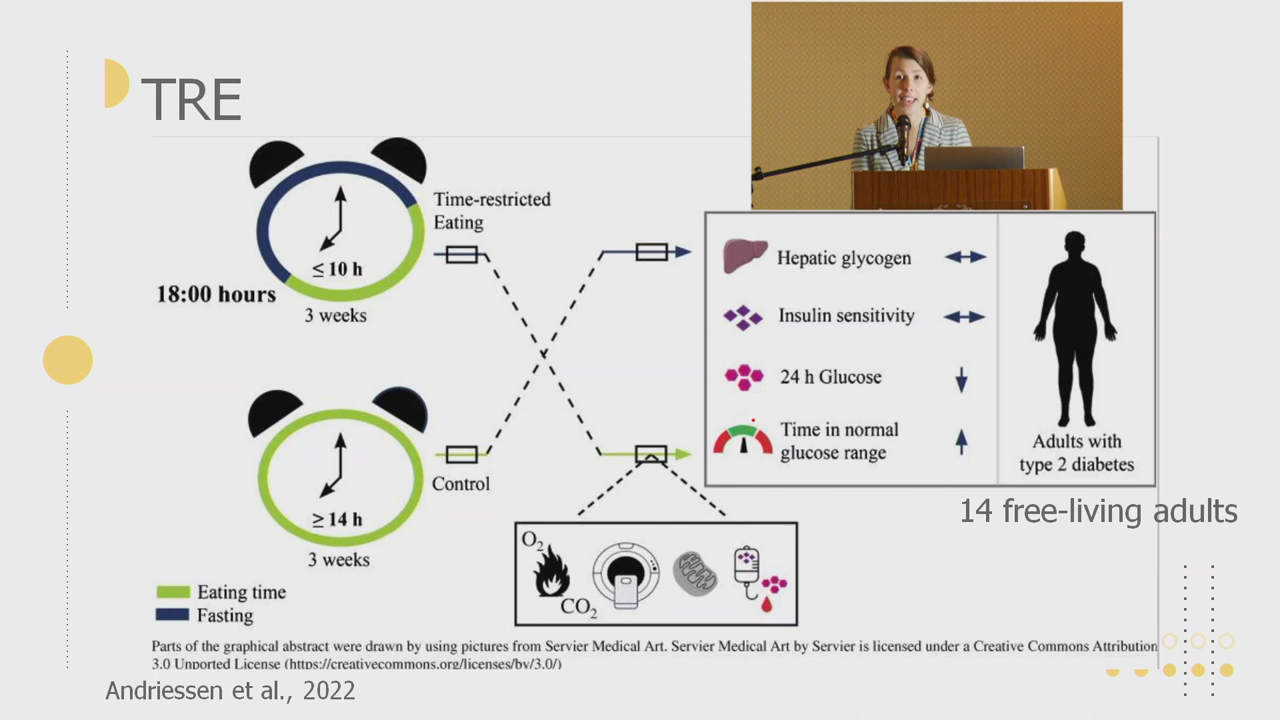 TRE
Time-restricted
Eating
≤ 10 h
18:00 hours
3 weeks
≥ 14 h
3 weeks
Control
Eating time
Fasting
O2
CO2
Hepatic glycogen
Insulin sensitivity
24 h Glucose
Time in normal
glucose range
Adults with
type 2 diabetes
14 free-living adults
Parts of the graphical abstract were drawn by using pictures from Servier Medical Art. Servier Medical Art by Servier is licensed under a Creative Commons Attribution
3.0 Unported License (https://creativecommons.org/licenses/by/3.0/)
Andriessen et al., 2022